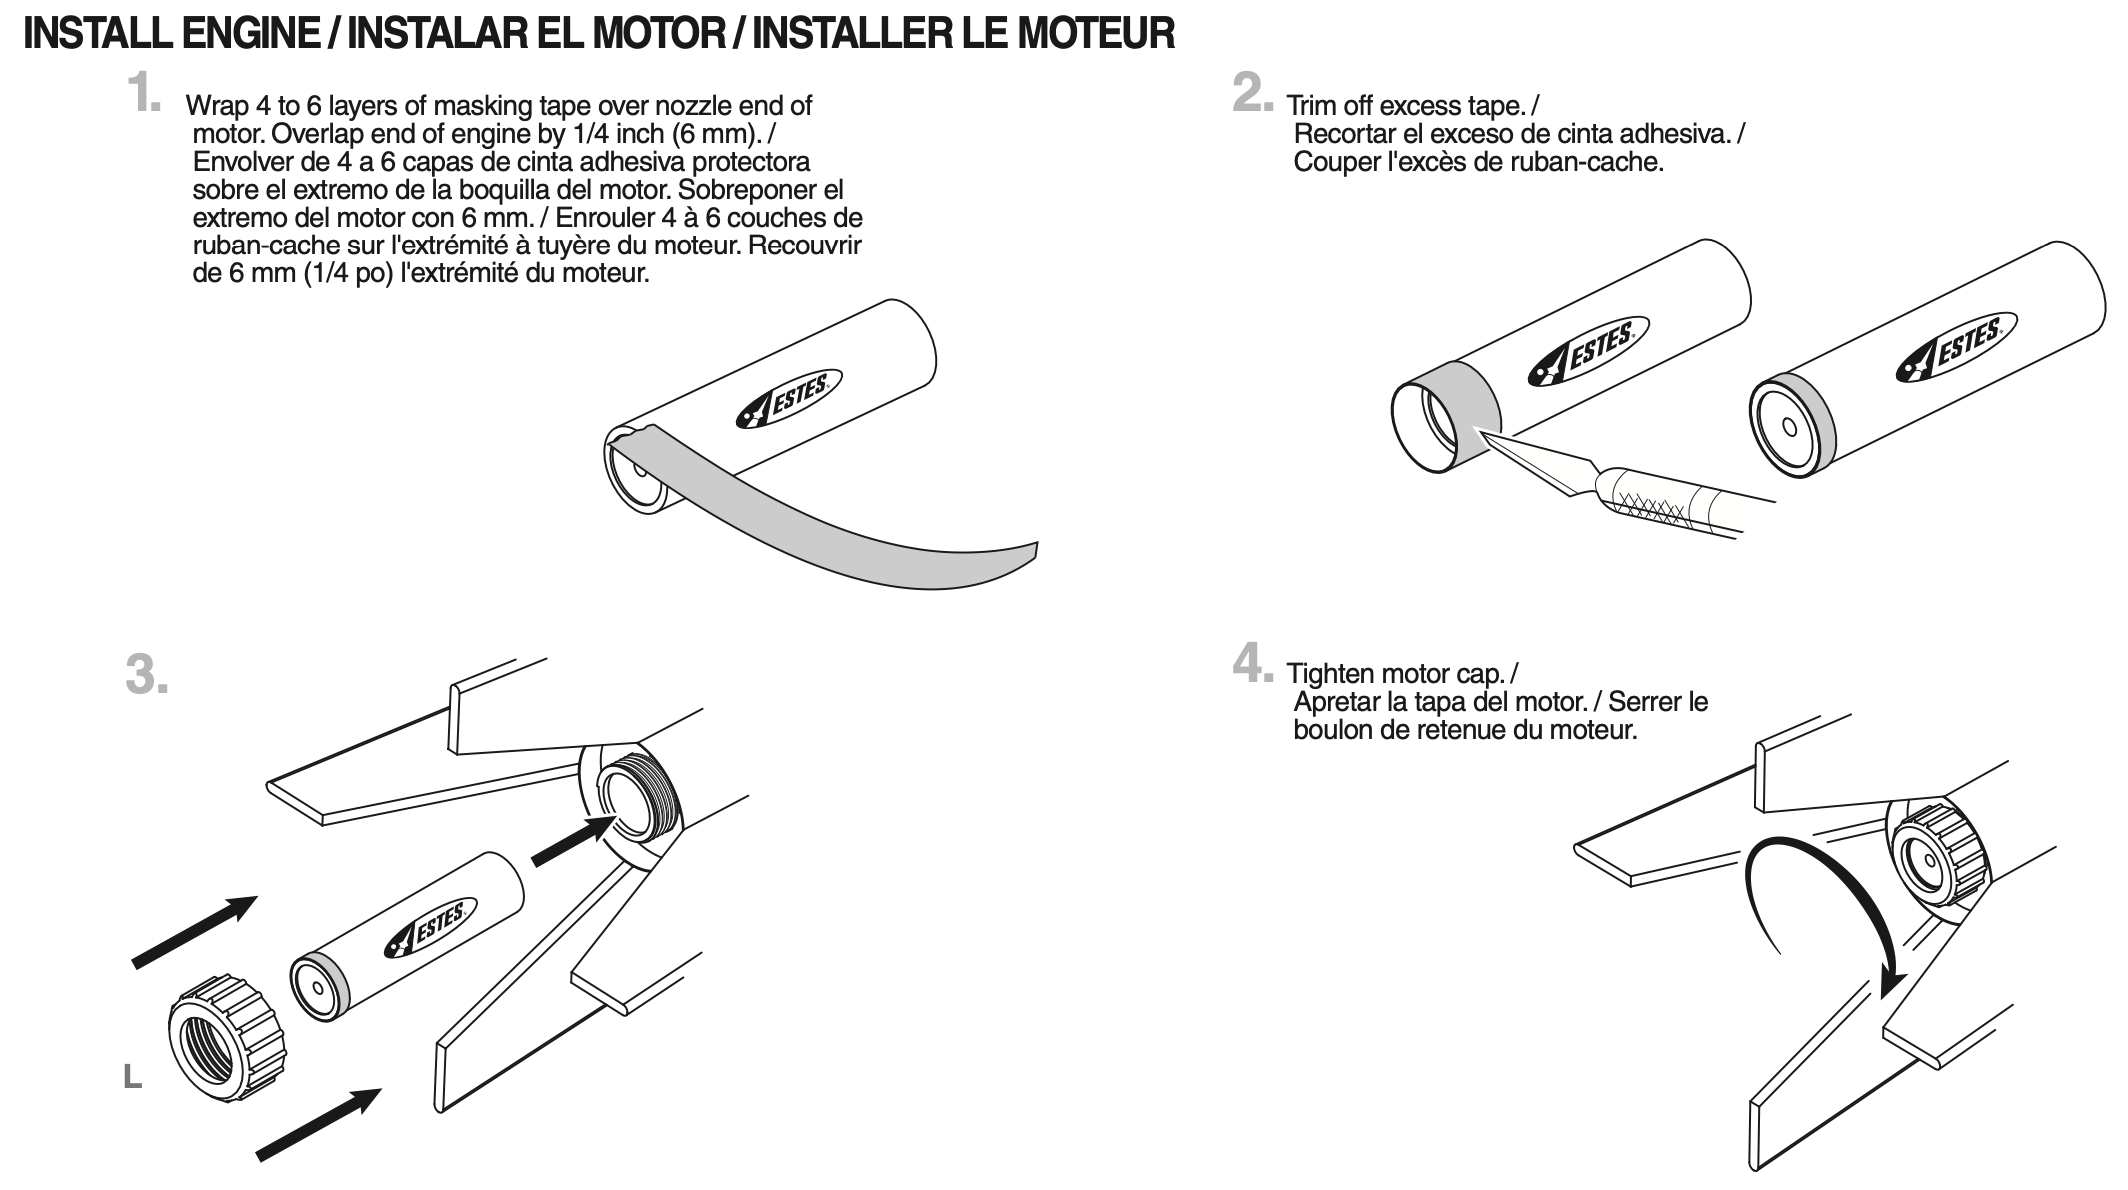 INSTALL ENGINE / INSTALAR EL MOTOR / INSTALLER LE MOTEUR
1.
Wrap 4 to 6 layers of masking tape over nozzle end of
motor. Overlap end of engine by 1/4 inch (6 mm). /
Envolver de 4 a 6 capas de cinta adhesiva protectora
sobre el extremo de la boquilla del motor. Sobreponer el
extremo del motor con 6 mm. / Enrouler 4 à 6 couches de
ruban-cache sur l'extrémité à tuyère du moteur. Recouvrir
de 6 mm (1/4 po) l'extrémité du moteur.
ESTES
2.
Trim off excess tape. /
Recortar el exceso de cinta adhesiva. /
Couper l'excès de ruban-cache.
ESTES
ESTES
3.
ESTES
L
4.
Tighten motor cap. /
Apretar la tapa del motor. / Serrer le
boulon de retenue du moteur.